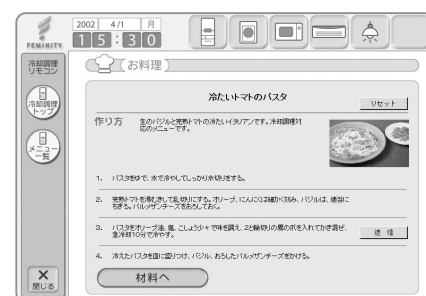 FEMINITY
2002 4/1 月
15:30
冷却調理
リモコン
冷却調理
トップ
メニュー
一覧
閉じる
お料理
冷たいトマトのパスタ
リセット
作り方
生のバジルと完熟トマトの冷たいイタリアンです。冷却調理対
応のメニューです。
1. パスタをゆで、水で冷やしてしっかり水切りをする。
2. 完熟トマトを湯むきして乱切りにする。オリーブ、にんにくは細かく刻み、バジルは、適当に
ちぎる。パルメザンチーズをおろしておく。
3. パスタをオリーブ油、塩、こしょう少々で味を調え、2と輪切りの鷹の爪を入れてかき混ぜ、
急冷却10分で冷やす。
送 信
4. 冷えたパスタを皿に盛りつけ、バジル、おろしたパルメザンチーズをかける。
材料へ